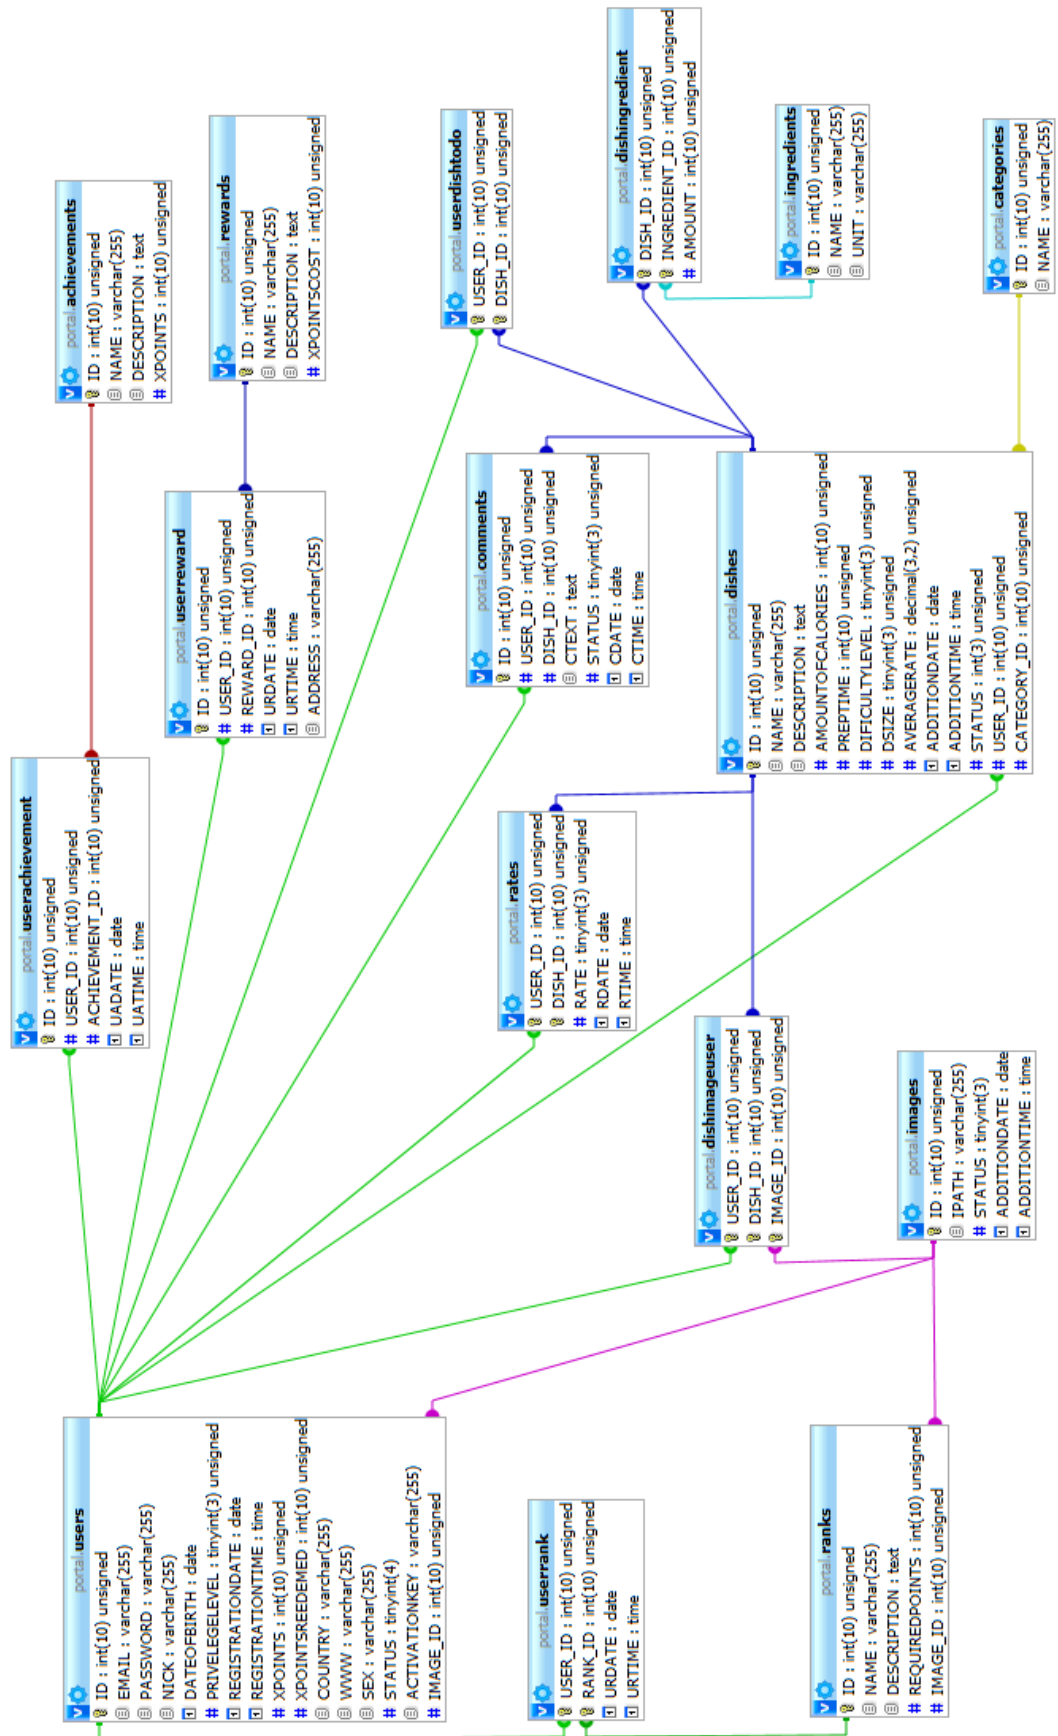 portal.users
ID : int(10) unsigned
EMAIL : varchar(255)
PASSWORD : varchar(255)
NICK : varchar(255)
DATEOFBIRTH : date
PRIVELEGELEVEL : tinyint(3) unsigned
REGISTRATIONDATE : date
REGISTRATIONTIME : time
XPOINTS : int(10) unsigned
XPOINTSREEDEMED : int(10) unsigned
COUNTRY : varchar(255)
WWW : varchar(255)
SEX : varchar(255)
STATUS : tinyint(4)
ACTIVATIONKEY : varchar(255)
IMAGE_ID : int(10) unsigned
portal.userrank
USER_ID : int(10) unsigned
RANK_ID : int(10) unsigned
URDATE : date
URTIME : time
portal.ranks
ID : int(10) unsigned
NAME : varchar(255)
DESCRIPTION : text
REQUIREDPOINTS : int(10) unsigned
IMAGE_ID : int(10) unsigned
portal.userachievement
ID : int(10) unsigned
USER_ID : int(10) unsigned
ACHIEVEMENT_ID : int(10) unsigned
UADATE : date
UATIME : time
portal.rates
USER_ID : int(10) unsigned
DISH_ID : int(10) unsigned
RATE : tinyint(3) unsigned
RDATE : date
RTIME : time
portal.dishimageuser
USER_ID : int(10) unsigned
DISH_ID : int(10) unsigned
IMAGE_ID : int(10) unsigned
portal.images
ID : int(10) unsigned
IPATH : varchar(255)
STATUS : tinyint(3)
ADDITIONDATE : date
ADDITIONTIME : time
portal.userreward
ID : int(10) unsigned
USER_ID : int(10) unsigned
REWARD_ID : int(10) unsigned
URDATE : date
URTIME : time
ADDRESS : varchar(255)
portal.comments
ID : int(10) unsigned
USER_ID : int(10) unsigned
DISH_ID : int(10) unsigned
CTEXT : text
STATUS : tinyint(3) unsigned
CDATE : date
CTIME : time
portal.dishes
ID : int(10) unsigned
NAME : varchar(255)
DESCRIPTION : text
AMOUNTOFCALORIES : int(10) unsigned
PREPTIME : int(10) unsigned
DIFICULTYLEVEL : tinyint(3) unsigned
DSIZE : tinyint(3) unsigned
AVERAGERATE : decimal(3,2) unsigned
ADDITIONDATE : date
ADDITIONTIME : time
STATUS : int(3) unsigned
USER_ID : int(10) unsigned
CATEGORY_ID : int(10) unsigned
portal.achievements
ID : int(10) unsigned
NAME : varchar(255)
DESCRIPTION : text
XPOINTS : int(10) unsigned
portal.rewards
ID : int(10) unsigned
NAME : varchar(255)
DESCRIPTION : text
XPOINTSCOST : int(10) unsigned
portal.userdishtodo
USER_ID : int(10) unsigned
DISH_ID : int(10) unsigned
portal.dishingredient
DISH_ID : int(10) unsigned
INGREDIENT_ID : int(10) unsigned
AMOUNT : int(10) unsigned
portal.ingredients
ID : int(10) unsigned
NAME : varchar(255)
UNIT : varchar(255)
portal.categories
ID : int(10) unsigned
NAME : varchar(255)